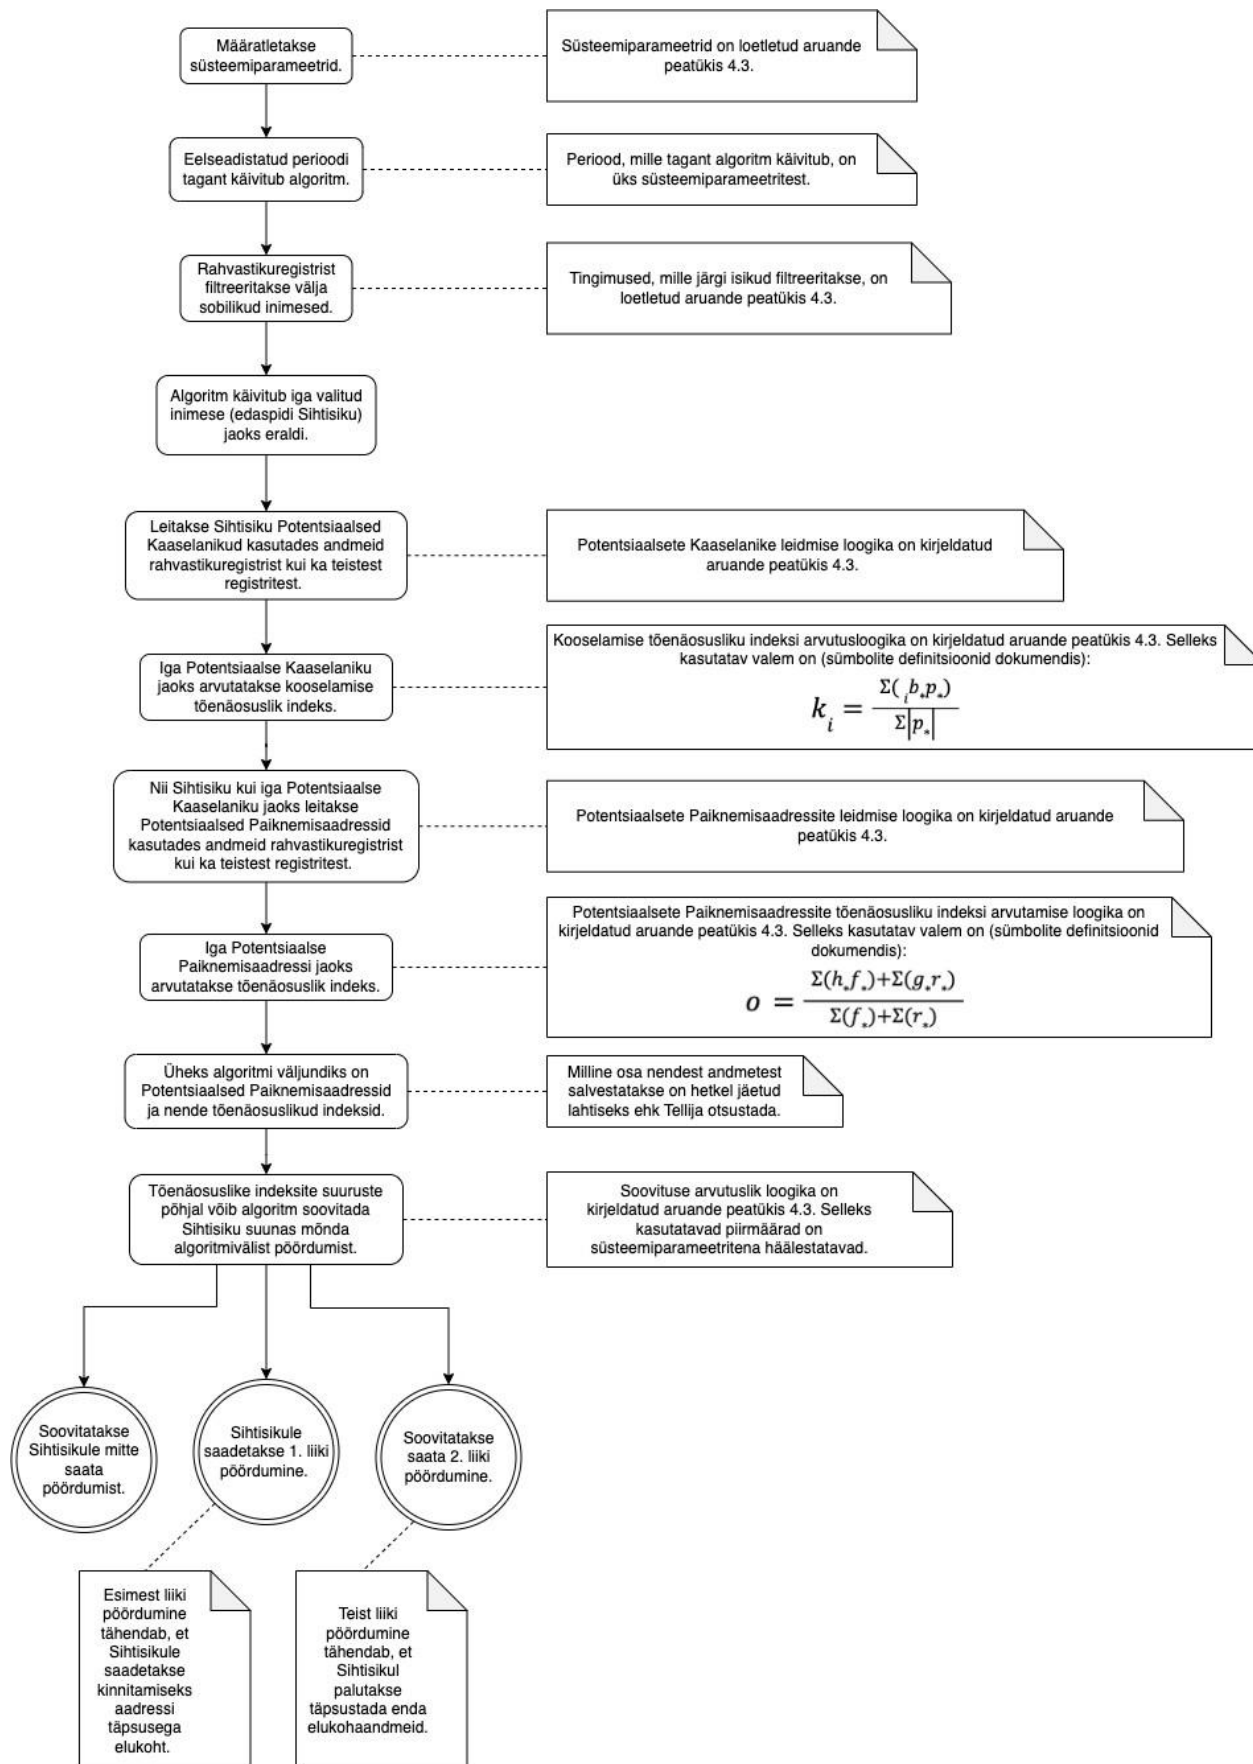 Määratletakse
süsteemiparameetrid.
Süsteemiparameetrid on loetletud aruande
peatükis 4.3.
Eelseadistatud perioodi
tagant käivitub algoritm.
Periood, mille tagant algoritm käivitub, on
üks süsteemiparameetritest.
Rahvastikuregistrist
filtreeritakse välja
sobilikud inimesed.
Tingimused, mille järgi isikud filtreeritakse, on
loetletud aruande peatükis 4.3.
Algoritm käivitub iga valitud
inimese (edaspidi Sihtisiku)
jaoks eraldi.
Leitakse Sihtisiku Potentsiaalsed
Kaaselanikud kasutades andmeid
rahvastikuregistrist kui ka teistest
registritest.
Potentsiaalsete Kaaselanike leidmise loogika on kirjeldatud
aruande peatükis 4.3.
Iga Potentsiaalse Kaaselaniku
jaoks arvutatakse kooselamise
tõenäosuslik indeks.
Kooselamise tõenäosusliku indeksi arvutusloogika on kirjeldatud aruande peatükis 4.3. Selleks
kasutatav valem on (sümbolite definitsioonid dokumendis):
k_i = Σ(_i b_* p_*) / Σ|p_*|
Nii Sihtisiku kui iga Potentsiaalse
Kaaselaniku jaoks leitakse
Potentsiaalsed Paiknemisaadressid
kasutades andmeid rahvastikuregistrist
kui ka teistest registritest.
Potentsiaalsete Paiknemisaadressite leidmise loogika on kirjeldatud aruande
peatükis 4.3.
Iga Potentsiaalse
Paiknemisaadressi jaoks
arvutatakse tõenäosuslik indeks.
Potentsiaalsete Paiknemisaadressite tõenäosusliku indeksi arvutamise loogika on
kirjeldatud aruande peatükis 4.3. Selleks kasutatav valem on (sümbolite definitsioonid
dokumendis):
o = Σ(h_* f_*)+Σ(g_* r_*) / Σ(f_*)+Σ(r_*)
Üheks algoritmi väljundiks on
Potentsiaalsed Paiknemisaadressid
ja nende tõenäosuslikud indeksid.
Milline osa nendest andmetest
salvestatakse on hetkel jäetud
lahtiseks ehk Tellija otsustada.
Tõenäosuslike indeksite suuruste
põhjal võib algoritm soovitada
Sihtisiku suunas mõnda
algoritmivälist pöördumist.
Soovituse arvutuslik loogika on
kirjeldatud aruande peatükis 4.3. Selleks
kasutatavad piirmäärad on
süsteemiparameetritena häälestatavad.
Soovitatakse
Sihtisikule mitte
saata
pöördumist.
Sihtisikule
saadetakse 1. liiki
pöördumine.
Soovitatakse
saata 2. liiki
pöördumine.
Esimest liiki
pöördumine
tähendab, et
Sihtisikule
saadetakse
kinnitamiseks
aadressi
täpsusega
elukoht.
Teist liiki
pöördumine
tähendab, et
Sihtisikul
palutakse
täpsustada enda
elukohaandmeid.